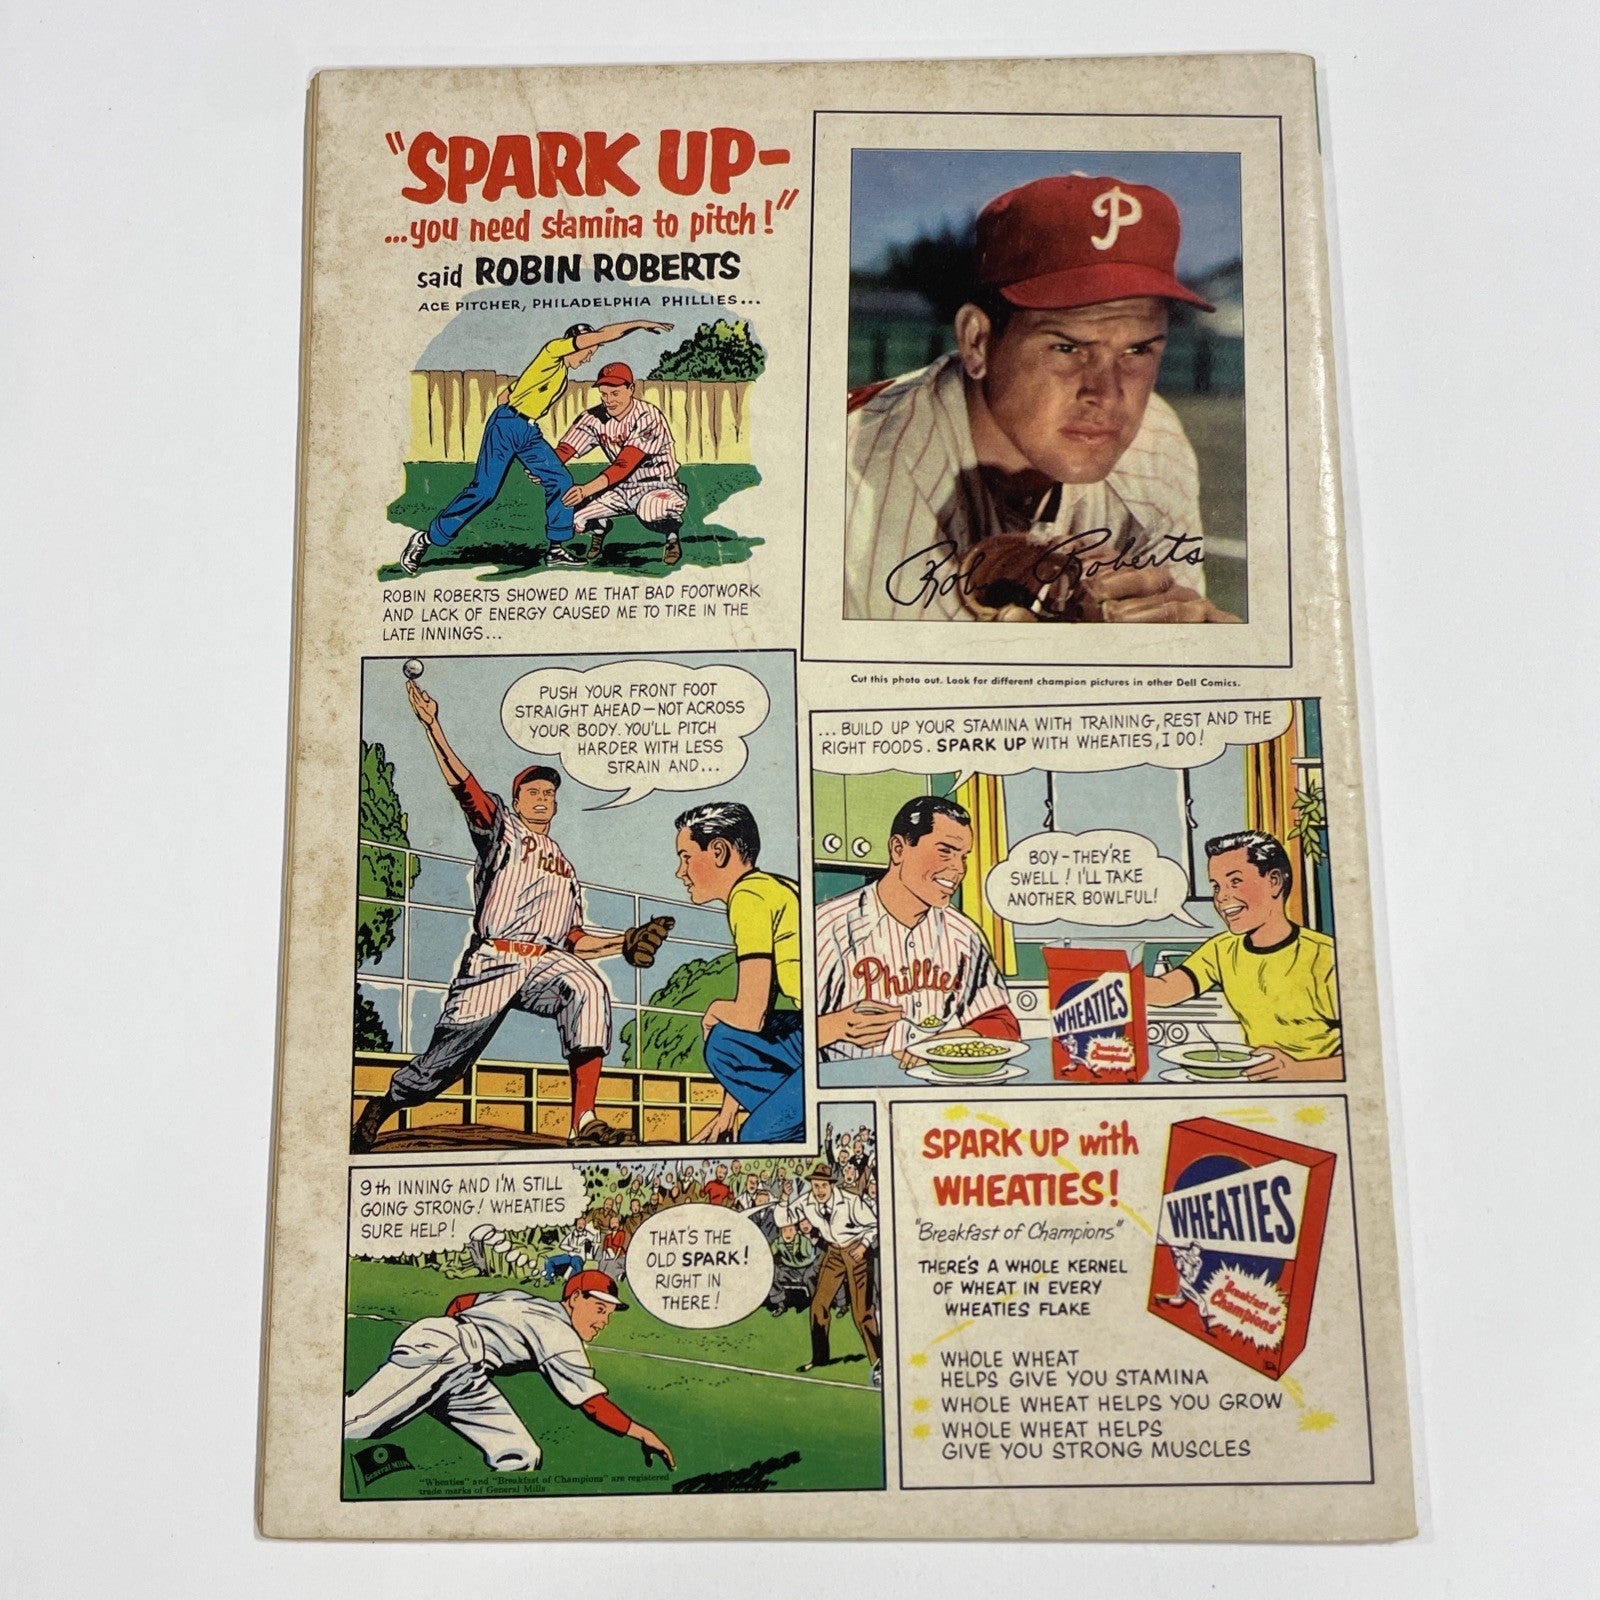 "SPARK UP-
...you need stamina to pitch!"
said ROBIN ROBERTS
ACE PITCHER, PHILADELPHIA PHILLIES...
P
ROBIN ROBERTS SHOWED ME THAT BAD FOOTWORK
AND LACK OF ENERGY CAUSED ME TO TIRE IN THE
LATE INNINGS...
P
Rob Roberts
Cut this photo out. Look for different champion pictures in other Dell Comics.
PUSH YOUR FRONT FOOT
STRAIGHT AHEAD-NOT ACROSS
YOUR BODY. YOU'LL PITCH
HARDER WITH LESS
STRAIN AND...
Phillies
...BUILD UP YOUR STAMINA WITH TRAINING, REST AND THE
RIGHT FOODS. SPARK UP WITH WHEATIES, I DO!
BOY-THEY'RE
SWELL! I'LL TAKE
ANOTHER BOWLFUL!
Phillies
WHEATIES
"Breakfast of
Champions"
9th INNING AND I'M STILL
GOING STRONG! WHEATIES
SURE HELP!
THAT'S THE
OLD SPARK!
RIGHT IN
THERE!
General Mills
"Wheaties" and "Breakfast of Champions" are registered
trade marks of General Mills
SPARK UP with
WHEATIES!
"Breakfast of Champions"
THERE'S A WHOLE KERNEL
OF WHEAT IN EVERY
WHEATIES FLAKE
WHEATIES
"Breakfast of
Champions"
WHOLE WHEAT
HELPS GIVE YOU STAMINA
WHOLE WHEAT HELPS YOU GROW
WHOLE WHEAT HELPS
GIVE YOU STRONG MUSCLES